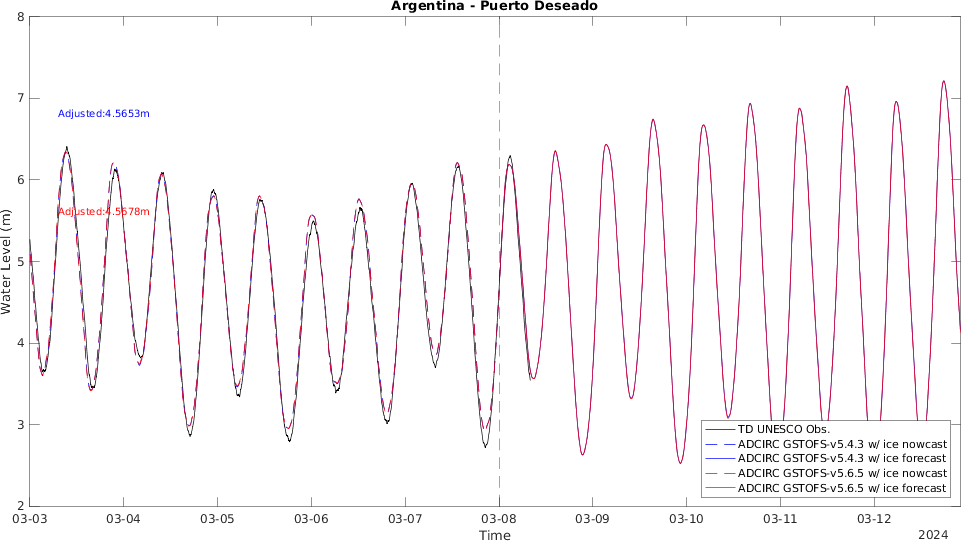 Argentina - Puerto Deseado
8
7
6
5
4
3
2
Water Level (m)
Adjusted:4.5653m
Adjusted:4.5678m
TD UNESCO Obs.
ADCIRC GSTOFS-v5.4.3 w/ ice nowcast
ADCIRC GSTOFS-v5.4.3 w/ ice forecast
ADCIRC GSTOFS-v5.6.5 w/ ice nowcast
ADCIRC GSTOFS-v5.6.5 w/ ice forecast
03-03 03-04 03-05 03-06 03-07 03-08 03-09 03-10 03-11 03-12
Time
2024